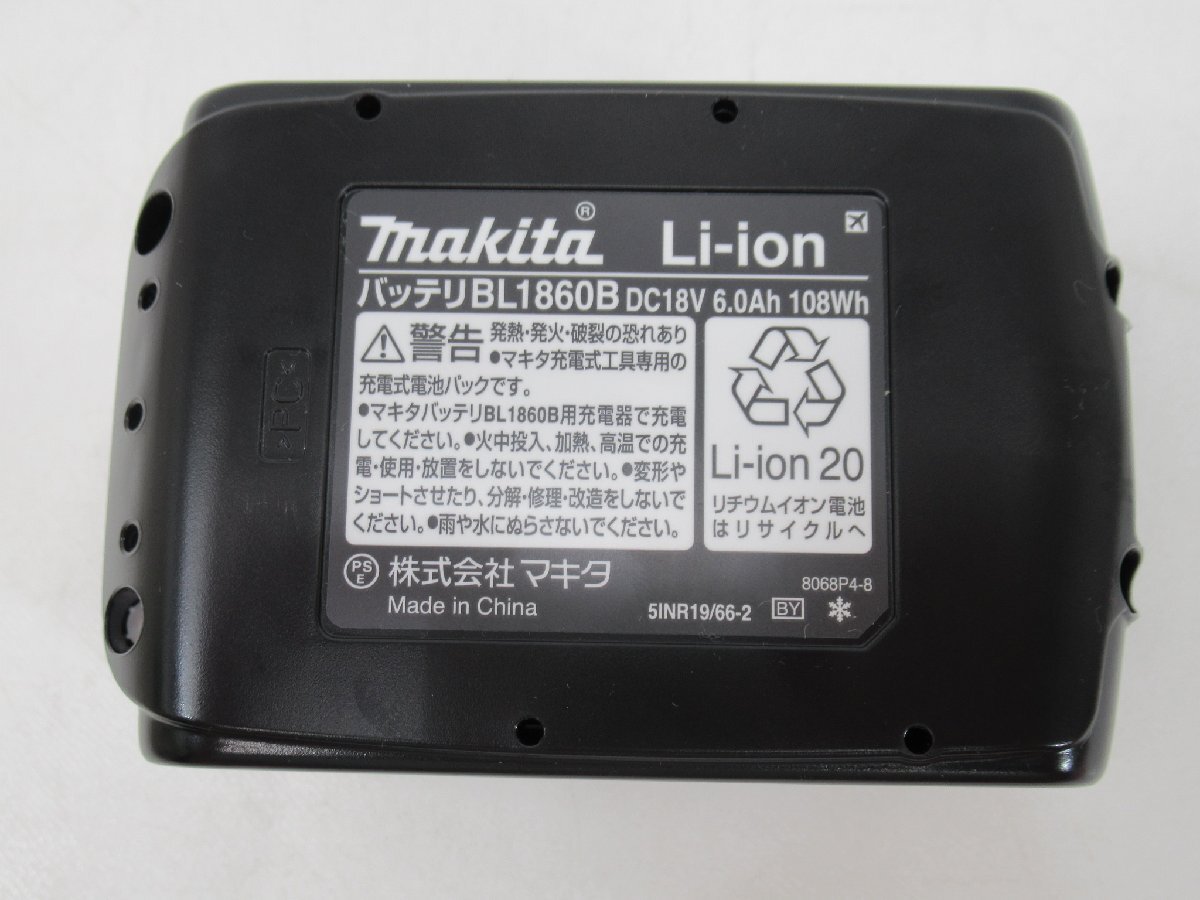 makita® Li-ion
バッテリBL1860B DC18V 6.0Ah 108Wh
警告 発熱・発火・破裂の恐れあり
●マキタ充電式工具専用の
充電式電池パックです。
●マキタバッテリBL1860B用充電器で充電
してください。●火中投入、加熱、高温での充
電・使用・放置をしないでください。●変形や
ショートさせたり、分解・修理・改造をしないで
ください。●雨や水にぬらさないでください。
Li-ion 20
リチウムイオン電池
はリサイクルへ
PS
E 株式会社マキタ
Made in China
8068P4-8
5INR19/66-2 BY
>PC<